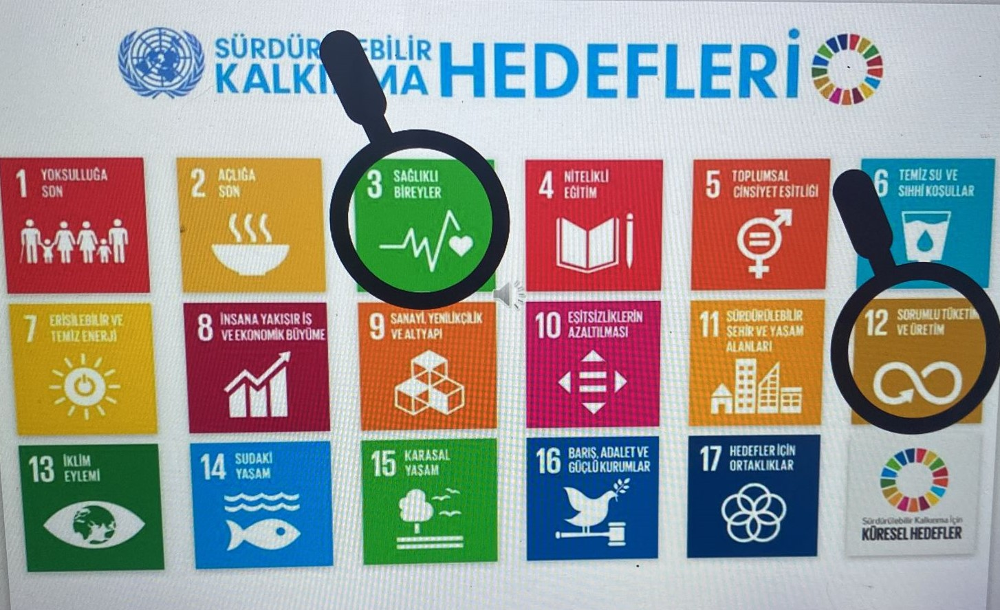 SÜRDÜRÜLEBİLİR
KALKINMA
HEDEFLERİ
1 YOKSULLUĞA
SON
2 AÇLIĞA
SON
3 SAĞLIKLI
BİREYLER
4 NİTELİKLİ
EĞİTİM
5 TOPLUMSAL
CİNSİYET EŞİTLİĞİ
6 TEMİZ SU VE
SIHHİ KOŞULLAR
7 ERİŞİLEBİLİR VE
TEMİZ ENERJİ
8 İNSANA YAKIŞIR İŞ
VE EKONOMİK BÜYÜME
9 SANAYİ, YENİLİKÇİLİK
VE ALTYAPI
10 EŞİTSİZLİKLERİN
AZALTILMASI
11 SÜRDÜRÜLEBİLİR
ŞEHİR VE YAŞAM
ALANLARI
12 SORUMLU TÜKETİM
VE ÜRETİM
13 İKLİM
EYLEMİ
14 SUDAKİ
YAŞAM
15 KARASAL
YAŞAM
16 BARIŞ, ADALET VE
GÜÇLÜ KURUMLAR
17 HEDEFLER İÇİN
ORTAKLIKLAR
Sürdürülebilir Kalkınma İçin
KÜRESEL HEDEFLER